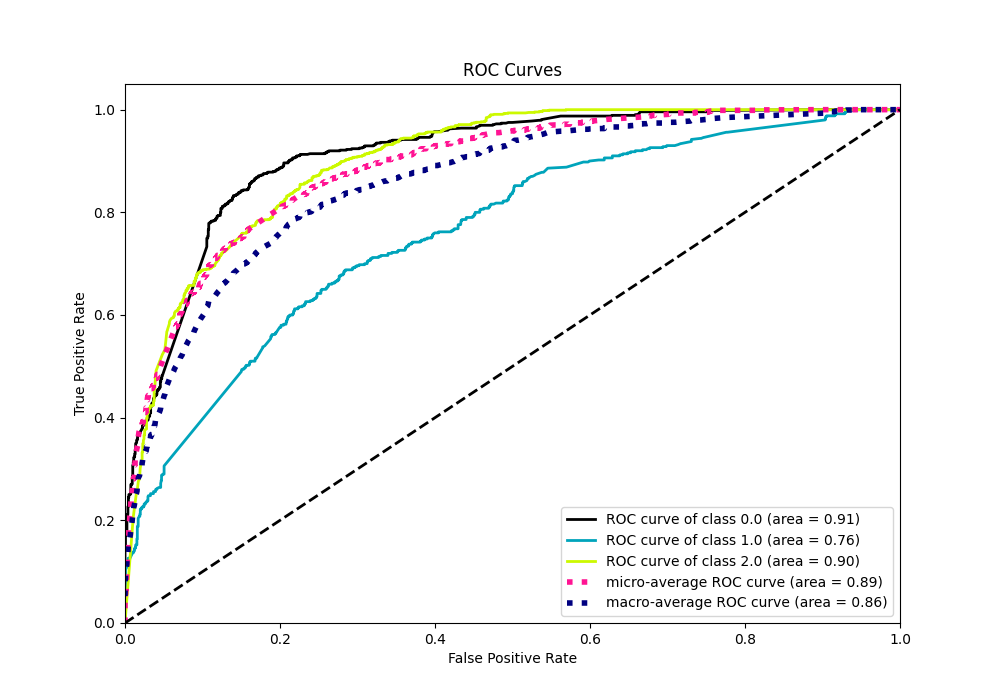 ROC Curves
1.0
0.8
0.6
0.4
0.2
0.0
True Positive Rate
0.0 0.2 0.4 0.6 0.8 1.0
False Positive Rate
ROC curve of class 0.0 (area = 0.91)
ROC curve of class 1.0 (area = 0.76)
ROC curve of class 2.0 (area = 0.90)
micro-average ROC curve (area = 0.89)
macro-average ROC curve (area = 0.86)